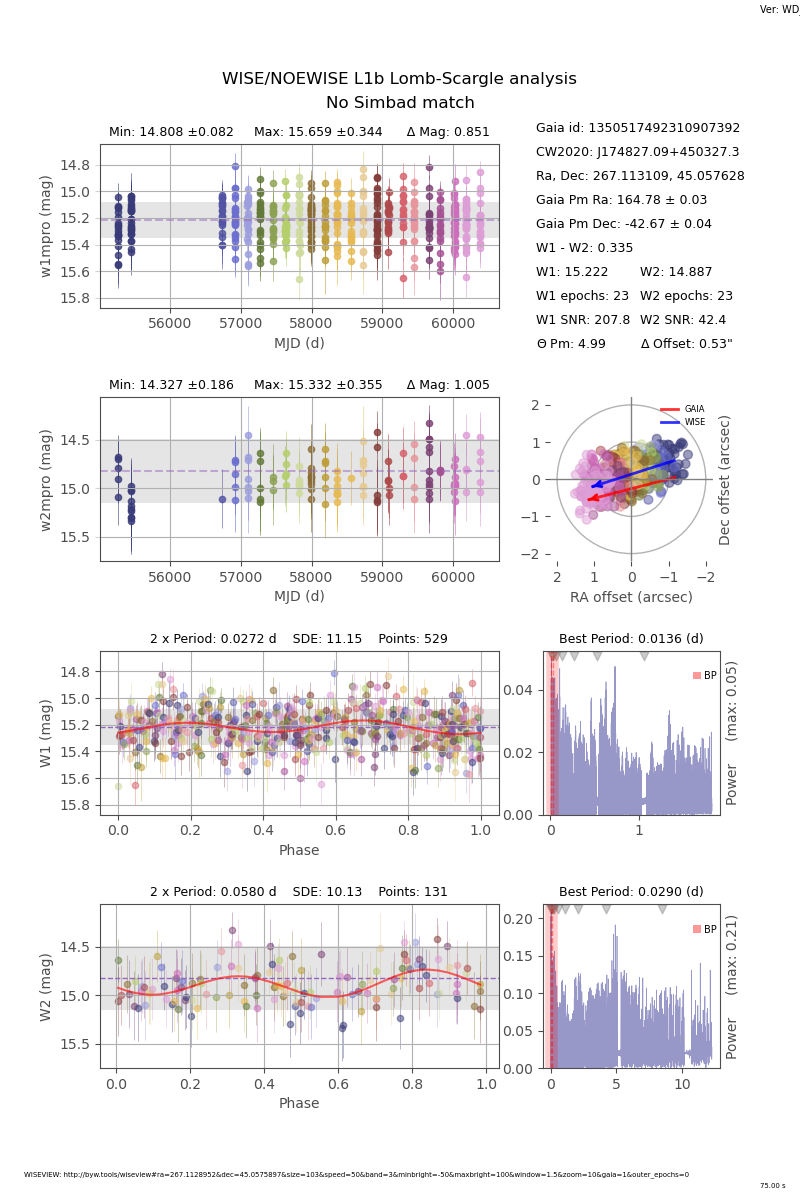 Ver: WD_
WISE/NOEWISE L1b Lomb-Scargle analysis
No Simbad match
Min: 14.808 ±0.082 Max: 15.659 ±0.344 Δ Mag: 0.851
14.8
15.0
15.2
15.4
15.6
15.8
w1mpro (mag)
56000 57000 58000 59000 60000
MJD (d)
Gaia id: 1350517492310907392
CW2020: J174827.09+450327.3
Ra, Dec: 267.113109, 45.057628
Gaia Pm Ra: 164.78 ± 0.03
Gaia Pm Dec: -42.67 ± 0.04
W1 - W2: 0.335
W1: 15.222 W2: 14.887
W1 epochs: 23 W2 epochs: 23
W1 SNR: 207.8 W2 SNR: 42.4
Θ Pm: 4.99 Δ Offset: 0.53"
Min: 14.327 ±0.186 Max: 15.332 ±0.355 Δ Mag: 1.005
14.5
15.0
15.5
w2mpro (mag)
56000 57000 58000 59000 60000
MJD (d)
GAIA
WISE
2
1
0
−1
−2
Dec offset (arcsec)
2 1 0 −1 −2
RA offset (arcsec)
2 x Period: 0.0272 d SDE: 11.15 Points: 529
14.8
15.0
15.2
15.4
15.6
15.8
W1 (mag)
0.0 0.2 0.4 0.6 0.8 1.0
Phase
Best Period: 0.0136 (d)
BP
0.04
0.02
0.00
Power (max: 0.05)
0 1
2 x Period: 0.0580 d SDE: 10.13 Points: 131
14.5
15.0
15.5
W2 (mag)
0.0 0.2 0.4 0.6 0.8 1.0
Phase
Best Period: 0.0290 (d)
BP
0.20
0.15
0.10
0.05
0.00
Power (max: 0.21)
0 5 10
WISEVIEW: http://byw.tools/wiseview#ra=267.1128952&dec=45.0575897&size=103&speed=50&band=3&minbright=-50&maxbright=100&window=1.5&zoom=10&gaia=1&outer_epochs=0
75.00 s